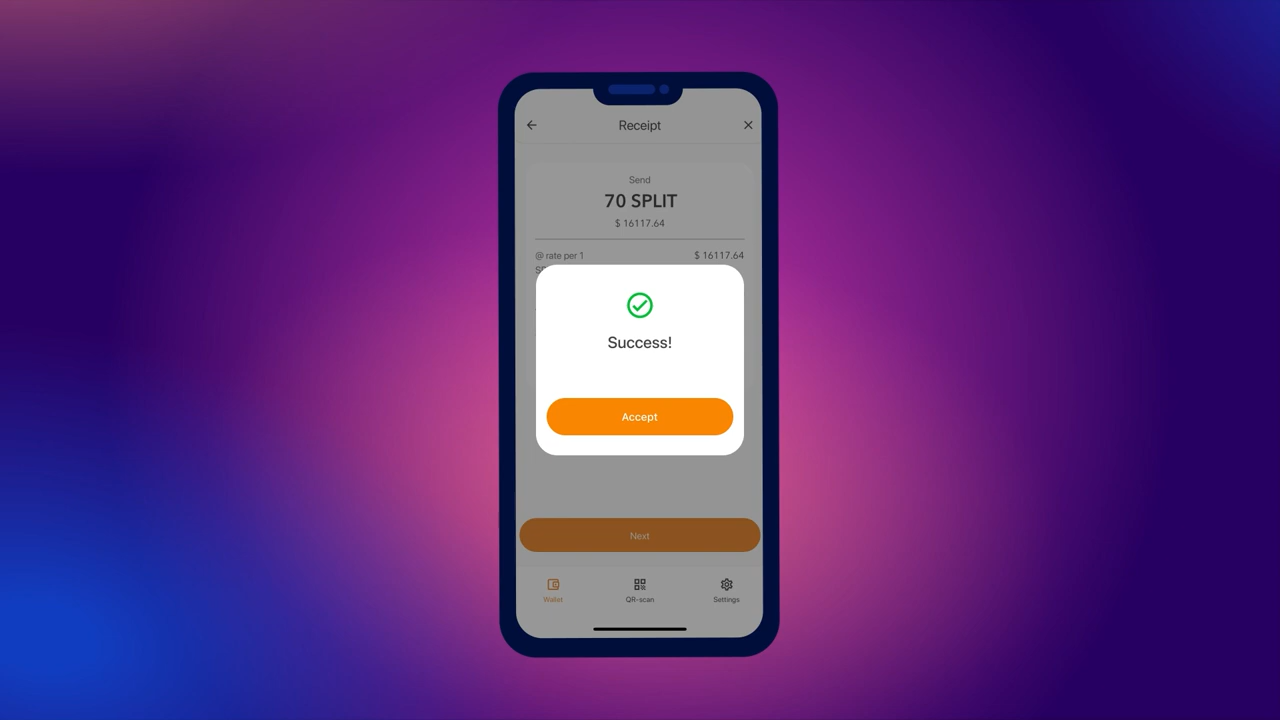 Receipt
Send
70 SPLIT
$ 16117.64
@ rate per 1 $ 16117.64
Success!
Accept
Next
Wallet QR-scan Settings